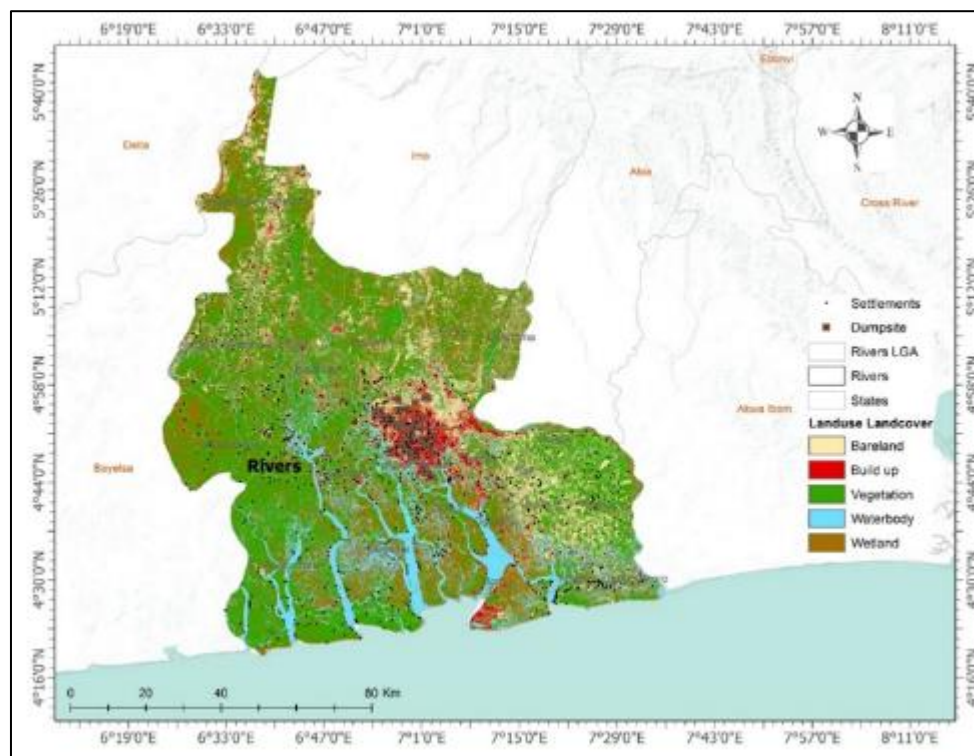 6°19'0"E 6°33'0"E 6°47'0"E 7°1'0"E 7°15'0"E 7°29'0"E 7°43'0"E 7°57'0"E 8°11'0"E
Ebonyi
5°40'0"N
Delta
Imo
Abia
N
W E
S
5°26'0"N
Cross River
5°12'0"N
Settlements
Dumpsite
Rivers LGA
Rivers
States
4°58'0"N
Akwa Ibom
Landuse Landcover
Bareland
Build up
Vegetation
Waterbody
Wetland
Bayelsa
Rivers
4°44'0"N
4°30'0"N
4°16'0"N
0 20 40 80 Km
6°19'0"E 6°33'0"E 6°47'0"E 7°1'0"E 7°15'0"E 7°29'0"E 7°43'0"E 7°57'0"E 8°11'0"E